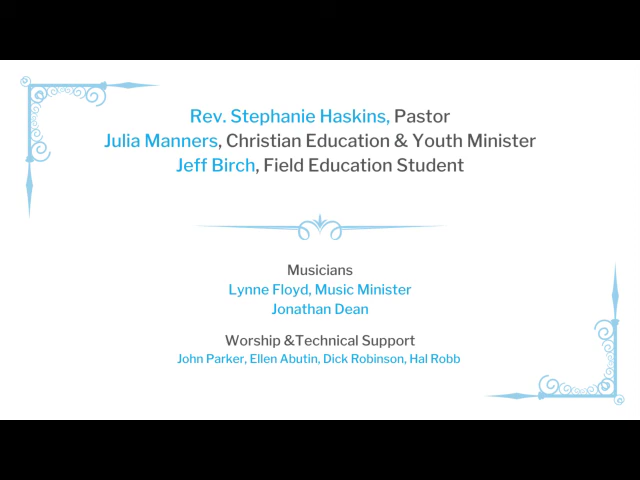 Rev. Stephanie Haskins, Pastor
Julia Manners, Christian Education & Youth Minister
Jeff Birch, Field Education Student
Musicians
Lynne Floyd, Music Minister
Jonathan Dean
Worship &Technical Support
John Parker, Ellen Abutin, Dick Robinson, Hal Robb